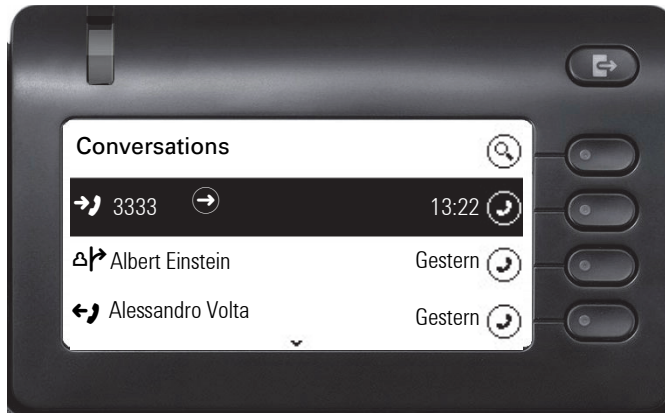 Conversations
3333 13:22
Albert Einstein Gestern
Alessandro Volta Gestern